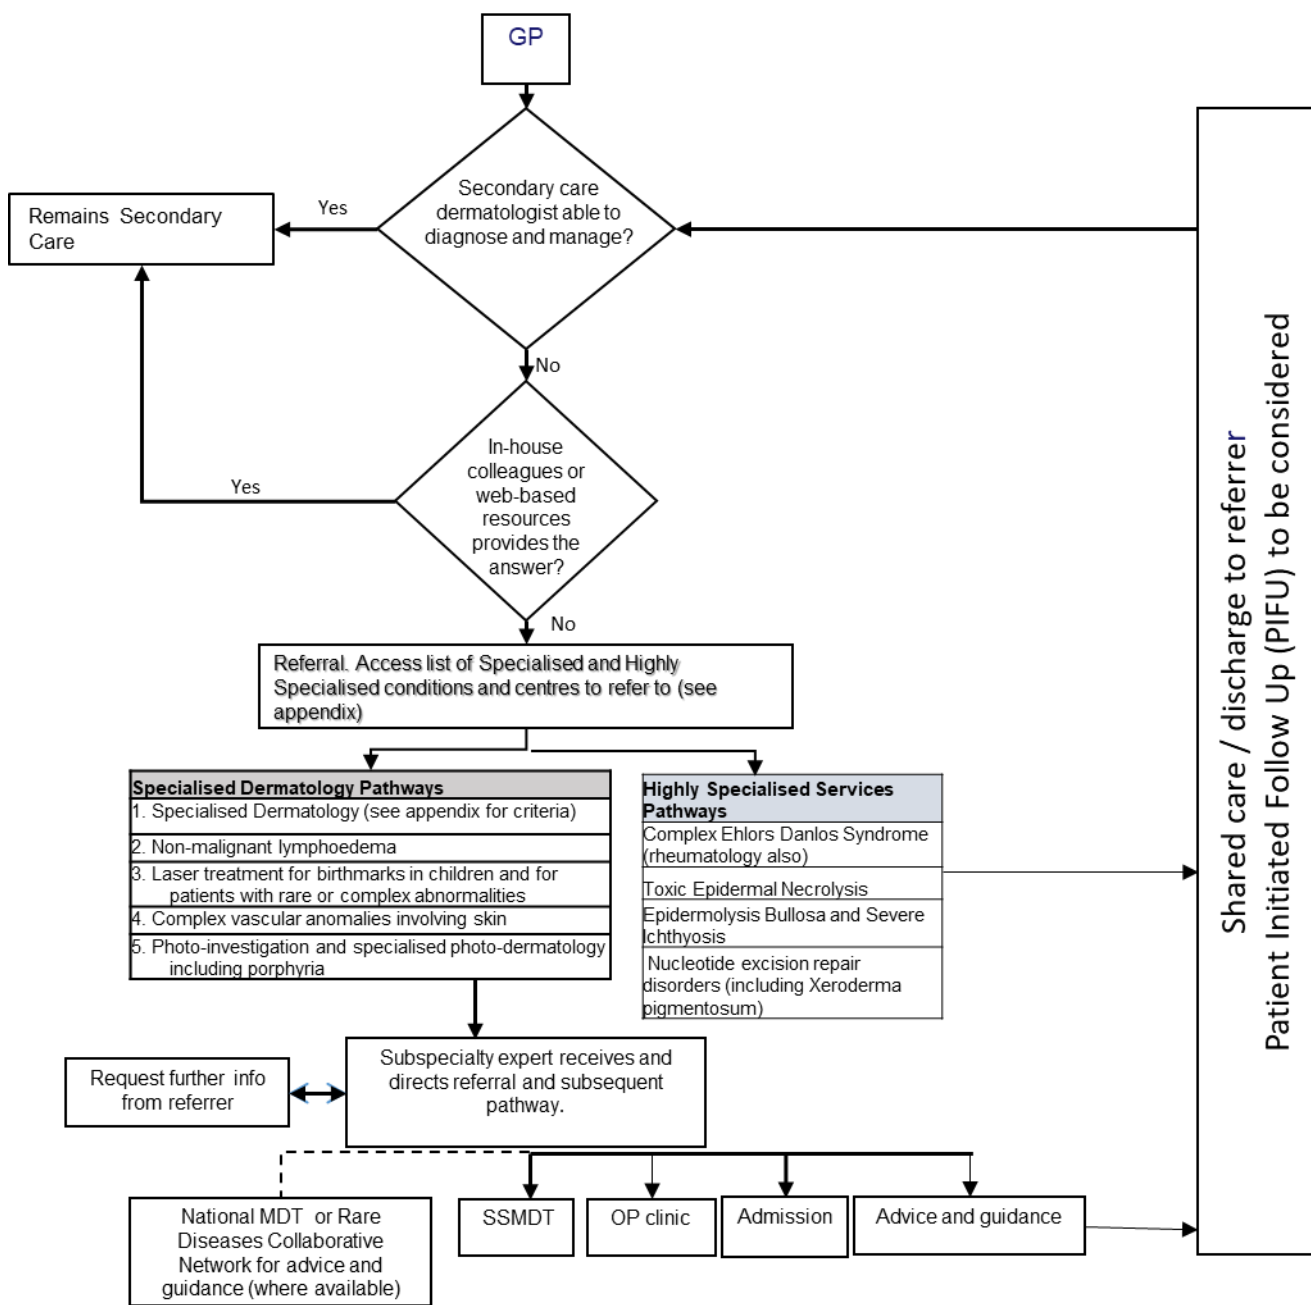 GP
Secondary care
dermatologist able to
diagnose and manage?
Yes
Remains Secondary
Care
No
In-house
colleagues or
web-based
resources
provides the
answer?
Yes
No
Referral. Access list of Specialised and Highly
Specialised conditions and centres to refer to (see
appendix)
Specialised Dermatology Pathways
1. Specialised Dermatology (see appendix for criteria)
2. Non-malignant lymphoedema
3. Laser treatment for birthmarks in children and for
patients with rare or complex abnormalities
4. Complex vascular anomalies involving skin
5. Photo-investigation and specialised photo-dermatology
including porphyria
Highly Specialised Services
Pathways
Complex Ehlors Danlos Syndrome
(rheumatology also)
Toxic Epidermal Necrolysis
Epidermolysis Bullosa and Severe
Ichthyosis
Nucleotide excision repair
disorders (including Xeroderma
pigmentosum)
Subspecialty expert receives and
directs referral and subsequent
pathway.
Request further info
from referrer
National MDT or Rare
Diseases Collaborative
Network for advice and
guidance (where available)
SSMDT
OP clinic
Admission
Advice and guidance
Shared care / discharge to referrer
Patient Initiated Follow Up (PIFU) to be considered